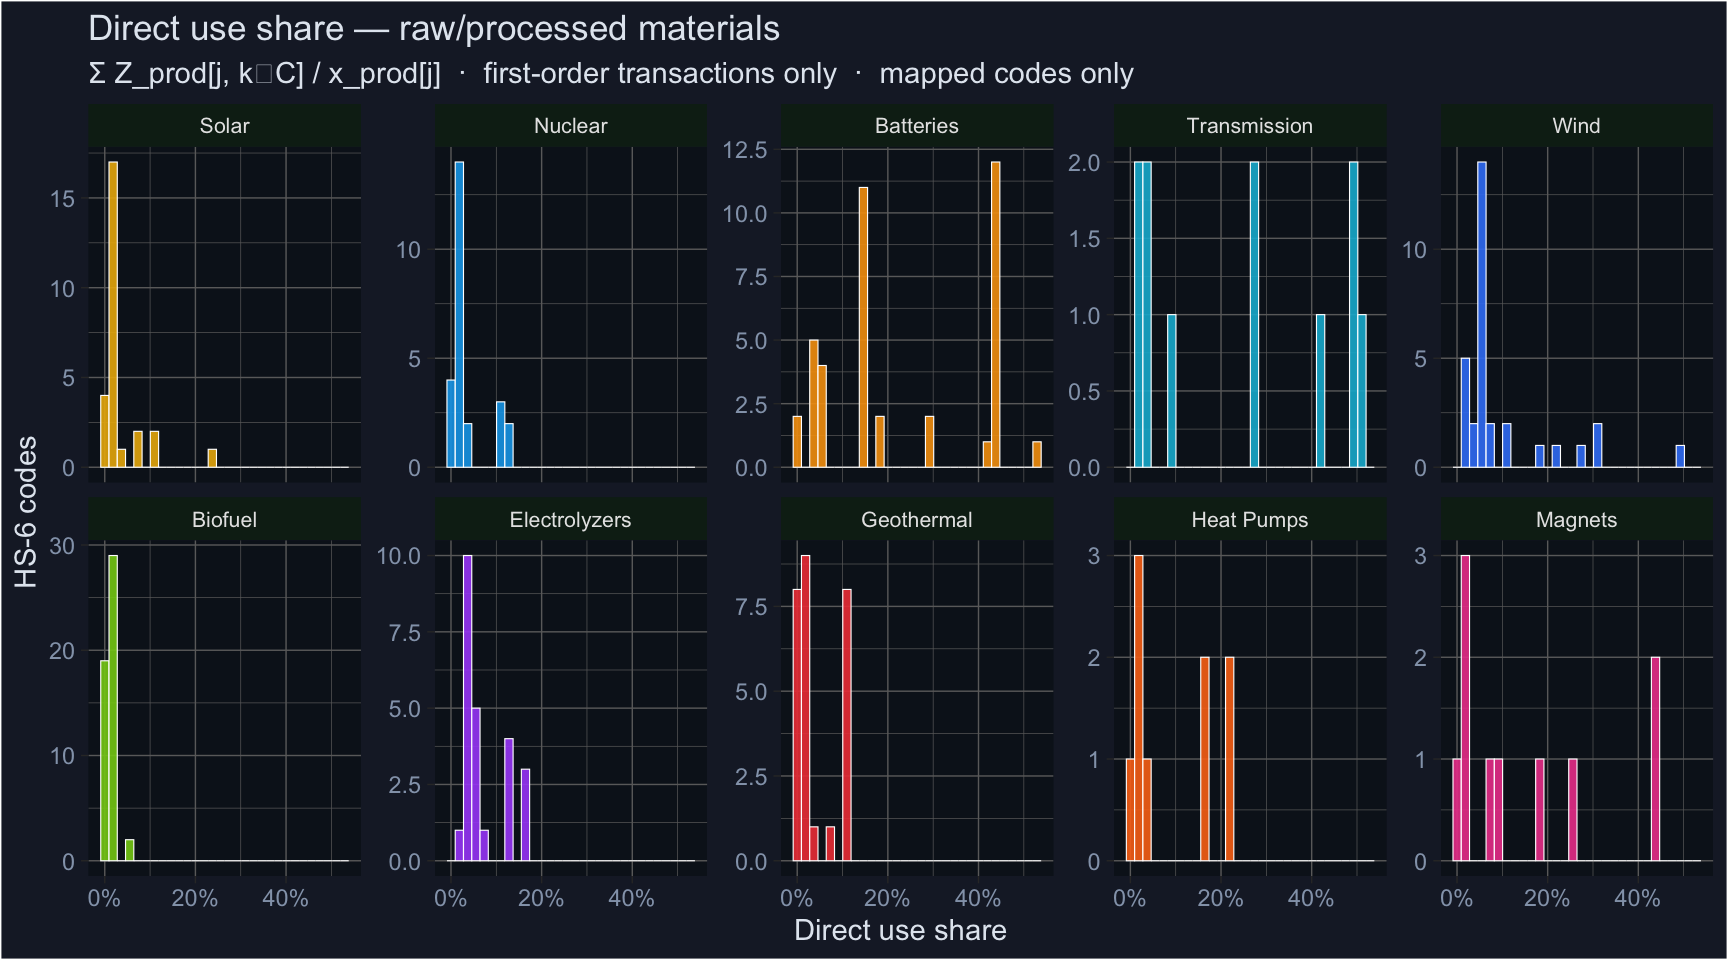 Direct use share — raw/processed materials
Σ Z_prod[j, k□C] / x_prod[j]  ·  first-order transactions only  ·  mapped codes only
Solar
Nuclear
Batteries
Transmission
Wind
15
10
5
0
10
5
0
12.5
10.0
7.5
5.0
2.5
0.0
2.0
1.5
1.0
0.5
0.0
10
5
0
HS-6 codes
Biofuel
Electrolyzers
Geothermal
Heat Pumps
Magnets
30
20
10
0
10.0
7.5
5.0
2.5
0.0
7.5
5.0
2.5
0.0
3
2
1
0
3
2
1
0
0% 20% 40%
0% 20% 40%
0% 20% 40%
0% 20% 40%
0% 20% 40%
Direct use share